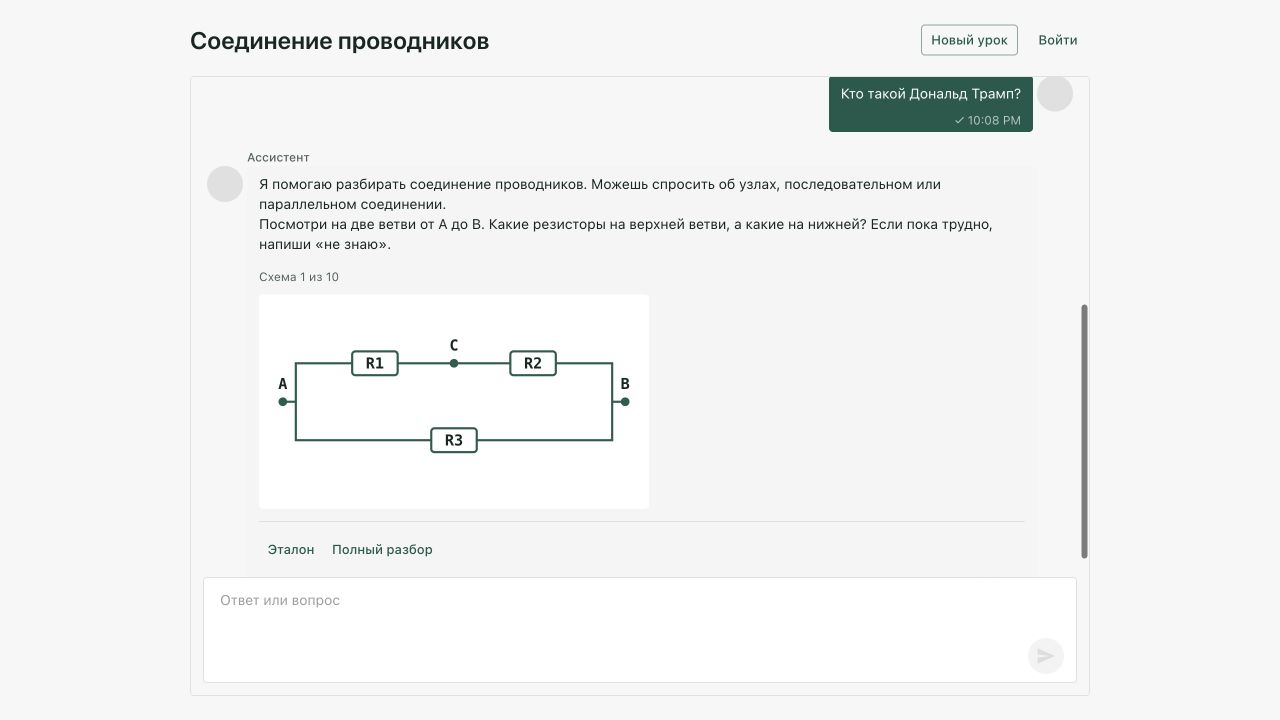 Соединение проводников
Новый урок
Войти
Кто такой Дональд Трамп?
✓ 10:08 PM
Ассистент
Я помогаю разбирать соединение проводников. Можешь спросить об узлах, последовательном или
параллельном соединении.
Посмотри на две ветви от A до B. Какие резисторы на верхней ветви, а какие на нижней? Если пока трудно,
напиши «не знаю».
Схема 1 из 10
C
R1
R2
A
B
R3
Эталон
Полный разбор
Ответ или вопрос